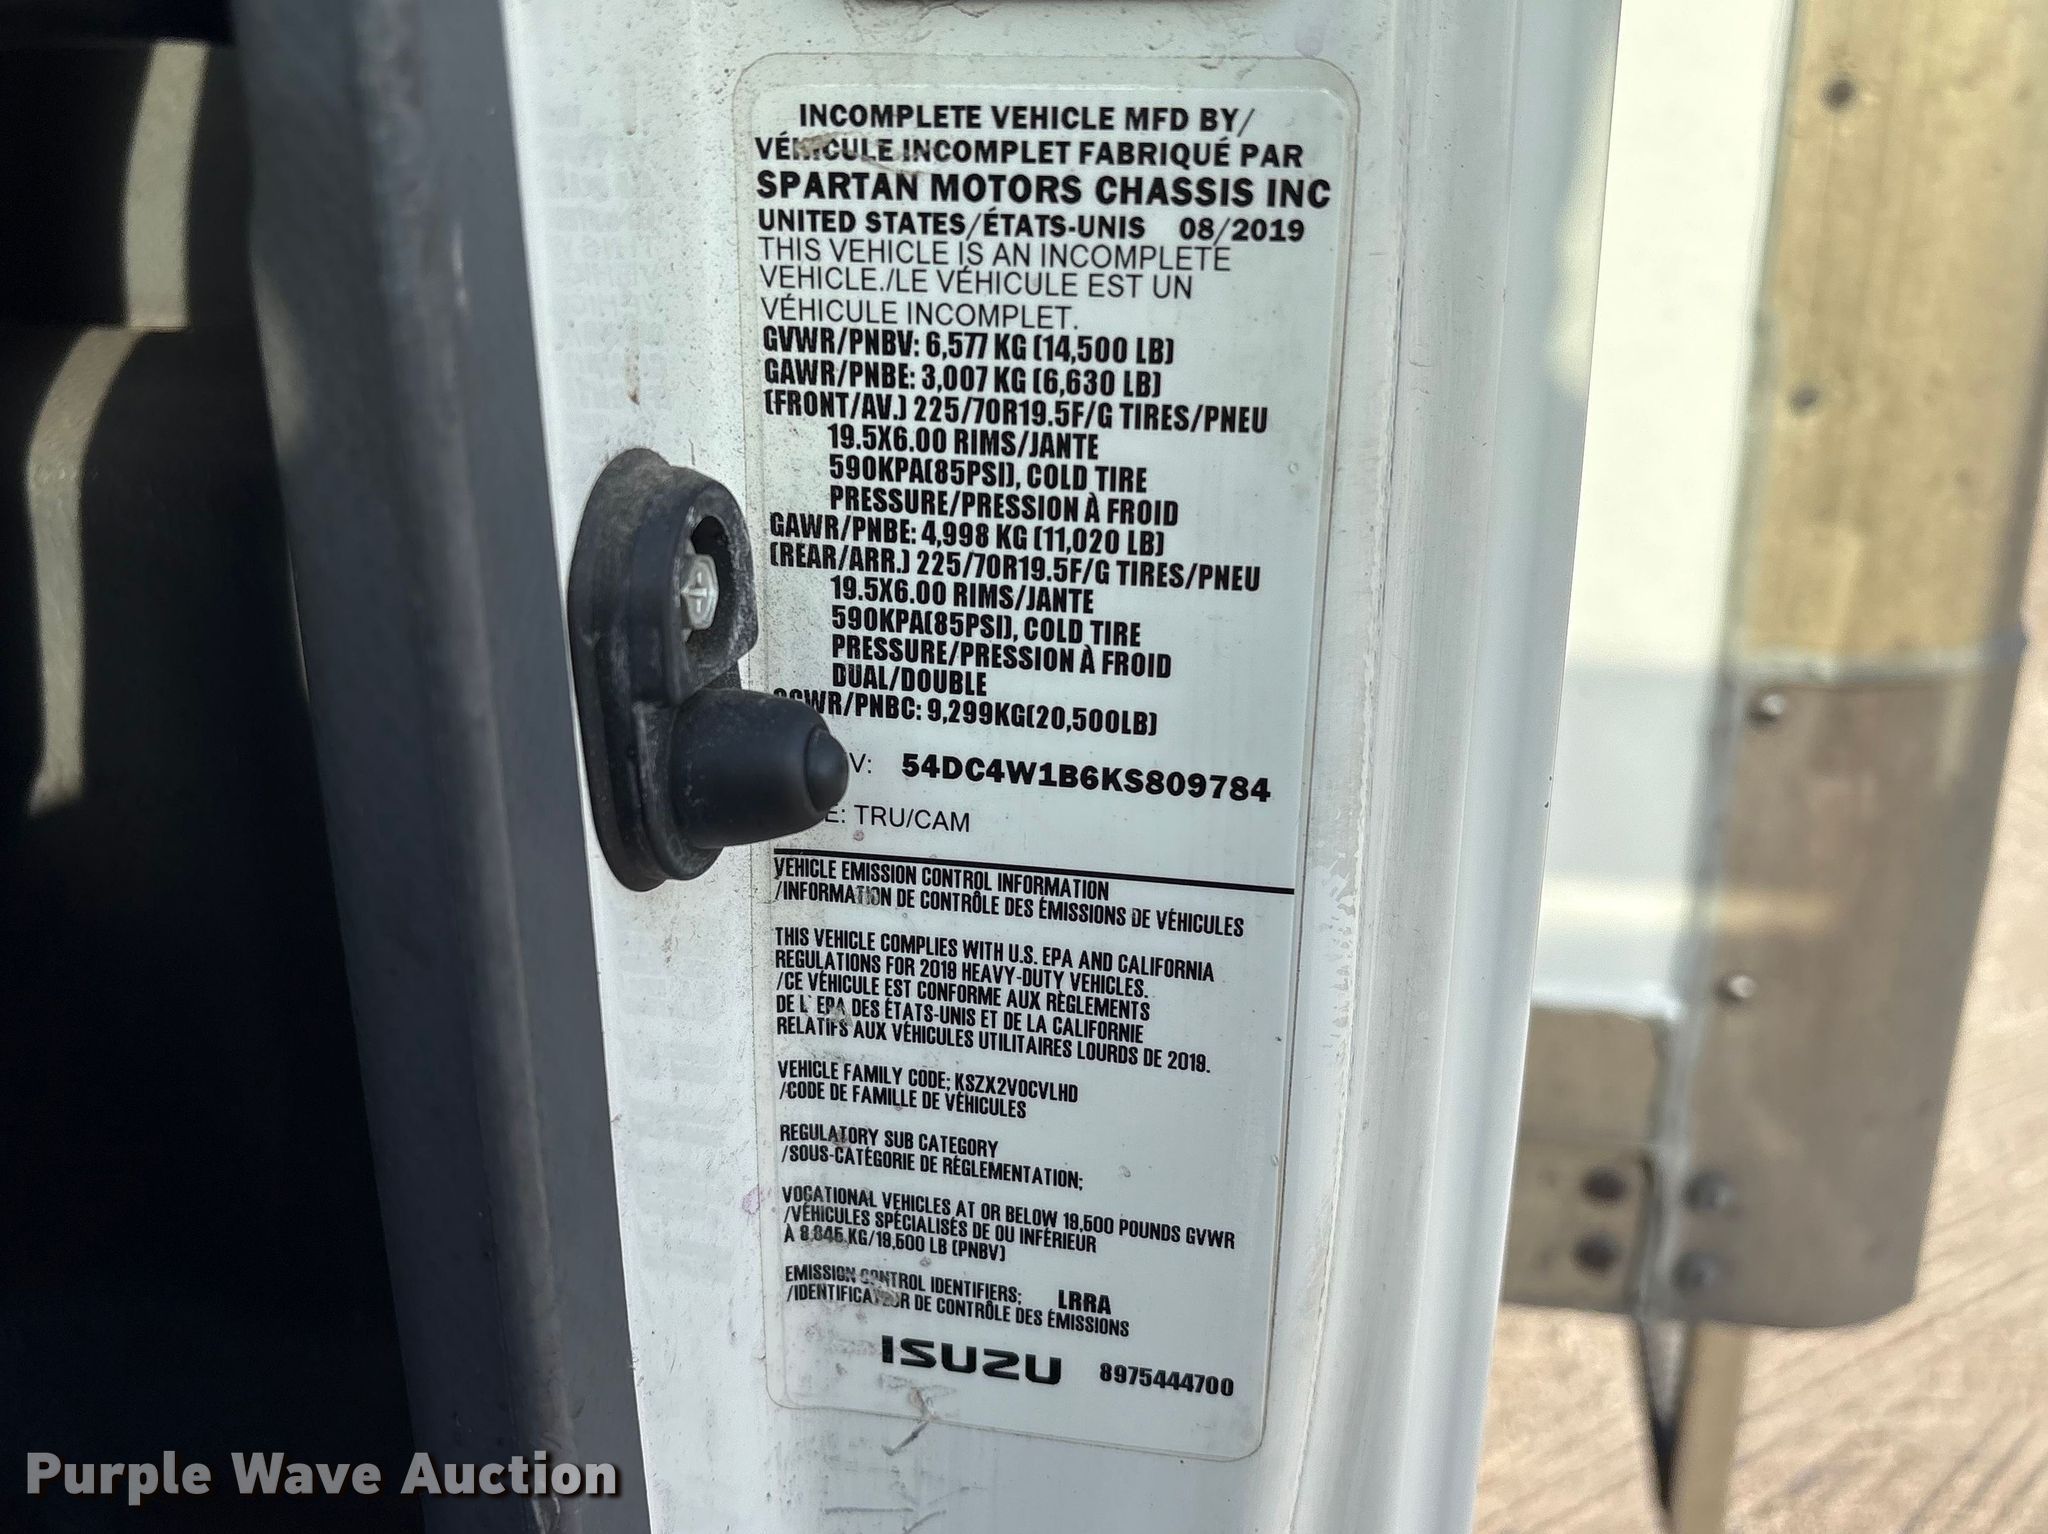 INCOMPLETE VEHICLE MFD BY/
VÉHICULE INCOMPLET FABRIQUÉ PAR
SPARTAN MOTORS CHASSIS INC
UNITED STATES/ÉTATS-UNIS 08/2019
THIS VEHICLE IS AN INCOMPLETE
VEHICLE./LE VÉHICULE EST UN
VÉHICULE INCOMPLET.
GVWR/PNBV: 6,577 KG (14,500 LB)
GAWR/PNBE: 3,007 KG (6,630 LB)
(FRONT/AV.) 225/70R19.5F/G TIRES/PNEU
19.5X6.00 RIMS/JANTE
590KPA(85PSI), COLD TIRE
PRESSURE/PRESSION À FROID
GAWR/PNBE: 4,998 KG (11,020 LB)
(REAR/ARR.) 225/70R19.5F/G TIRES/PNEU
19.5X6.00 RIMS/JANTE
590KPA(85PSI), COLD TIRE
PRESSURE/PRESSION À FROID
DUAL/DOUBLE
GCWR/PNBC: 9,299KG(20,500LB)
V: 54DC4W1B6KS809784
E: TRU/CAM
VEHICLE EMISSION CONTROL INFORMATION
/INFORMATION DE CONTRÔLE DES ÉMISSIONS DE VÉHICULES
THIS VEHICLE COMPLIES WITH U.S. EPA AND CALIFORNIA
REGULATIONS FOR 2019 HEAVY-DUTY VEHICLES.
/CE VÉHICULE EST CONFORME AUX RÈGLEMENTS
DE L'EPA DES ÉTATS-UNIS ET DE LA CALIFORNIE
RELATIFS AUX VÉHICULES UTILITAIRES LOURDS DE 2019.
VEHICLE FAMILY CODE; KSZX2VOCVLHD
/CODE DE FAMILLE DE VÉHICULES
REGULATORY SUB CATEGORY
/SOUS-CATÉGORIE DE RÉGLEMENTATION;
VOCATIONAL VEHICLES AT OR BELOW 19,500 POUNDS GVWR
/VÉHICULES SPÉCIALISÉS DE OU INFÉRIEUR
À 8,845 KG/19,500 LB (PNBV)
EMISSION CONTROL IDENTIFIERS; LRRA
/IDENTIFICATEUR DE CONTRÔLE DES ÉMISSIONS
ISUZU 8975444700
Purple Wave Auction